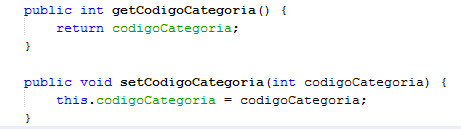 public int getCodigoCategoria() {
    return codigoCategoria;
}

public void setCodigoCategoria(int codigoCategoria) {
    this.codigoCategoria = codigoCategoria;
}